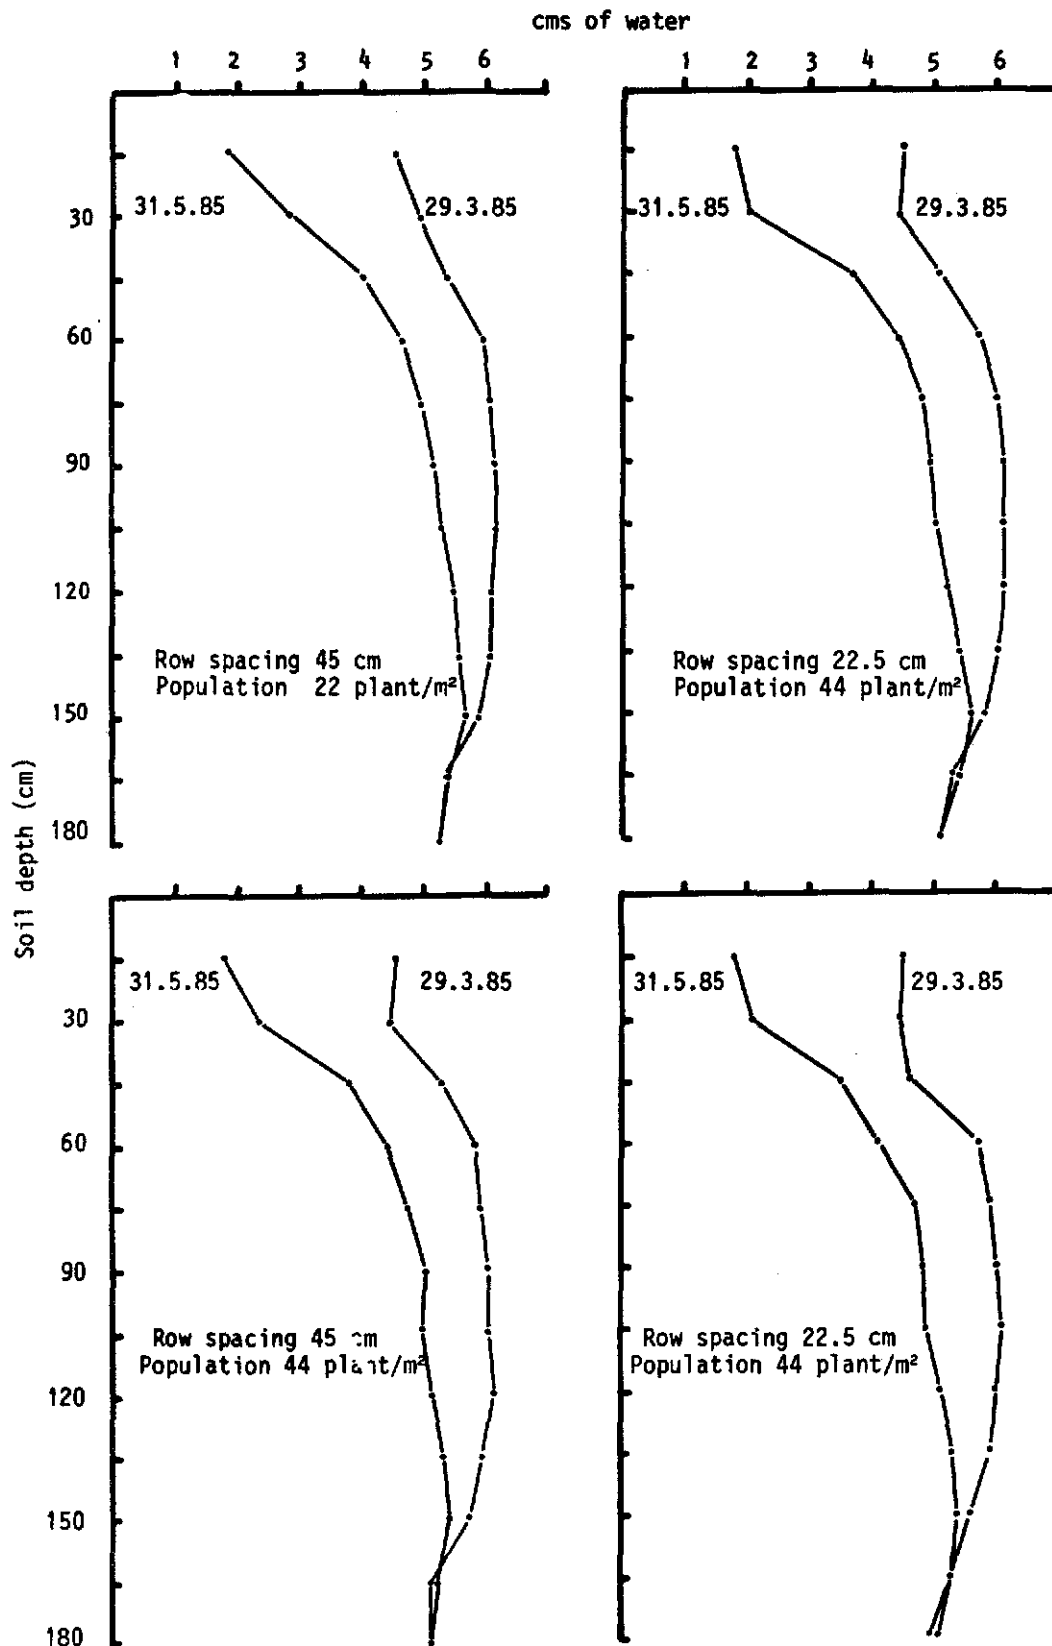 cms of water
1 2 3 4 5 6
1 2 3 4 5 6
31.5.85 29.3.85
31.5.85 29.3.85
30
60
90
120
150
180
Soil depth (cm)
Row spacing 45 cm
Population 22 plant/m²
Row spacing 22.5 cm
Population 44 plant/m²
31.5.85 29.3.85
31.5.85 29.3.85
30
60
90
120
150
180
Row spacing 45 cm
Population 44 plant/m²
Row spacing 22.5 cm
Population 44 plant/m²